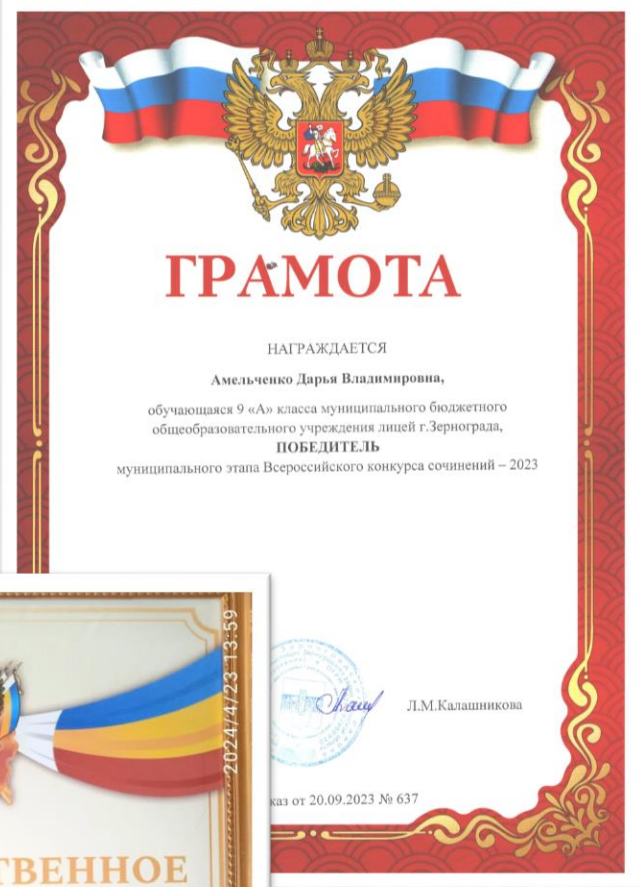 ГРАМОТА
НАГРАЖДАЕТСЯ
Амельченко Дарья Владимировна,
обучающаяся 9 «А» класса муниципального бюджетного
общеобразовательного учреждения лицей г.Зернограда,
ПОБЕДИТЕЛЬ
муниципального этапа Всероссийского конкурса сочинений – 2023
Л.М.Калашникова
каз от 20.09.2023 № 637
2024/4/23 13:59
ТВЕННОЕ